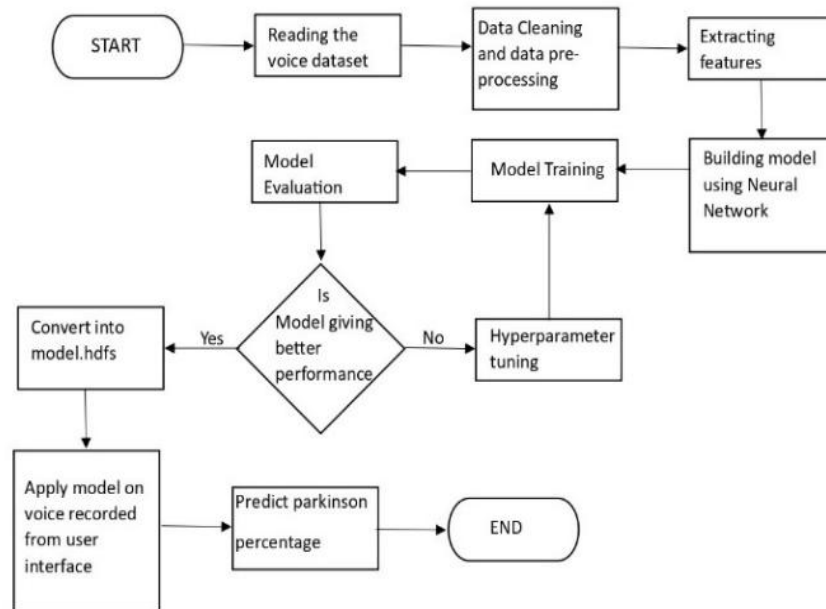 START
Reading the
voice dataset
Data Cleaning
and data pre-
processing
Extracting
features
Building model
using Neural
Network
Model Training
Model
Evaluation
Is
Model giving
better
performance
Yes
No
Hyperparameter
tuning
Convert into
model.hdfs
Apply model on
voice recorded
from user
interface
Predict parkinson
percentage
END